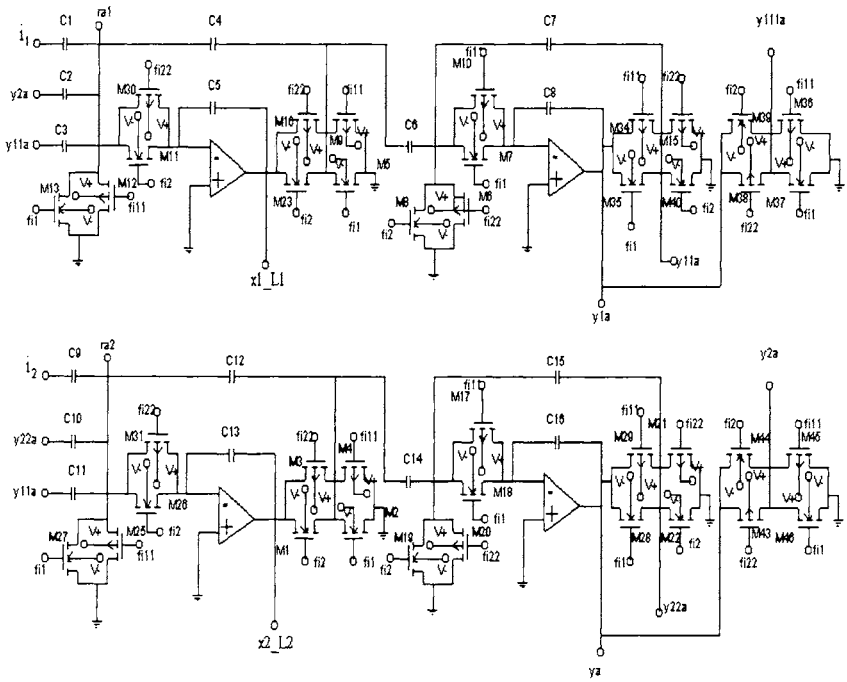 C1 ra1 C4 C7 y111a
i1
fi11
M10
C2 M30 fi22 C5 fi22 fi11 C8 fi11 fi22 fi2 fi11
y2a M16 M39 M36
C3 V- V+ V- V+ M9 V+ C6 V- V+ M34 V- V+ M15 V+ V- V+
y11a M11 V- M5 M7 V- V-
M13 V+ M12 fi2 - + M23 V+ M6 fi1 - + M35 M40 M38 M37
fi1 V- fi11 fi2 fi1 M8 V- fi22 fi1 fi2 fi22 fi1
fi2
y11a
x1_L1
y1a
C9 ra2 C12 C15 y2a
i2
fi11
M17
C10 M31 fi22 C13 fi22 fi11 C16 fi11 fi22 fi2 fi11
y22a M3 M4 M29 M21 M44 M45
C11 V- V+ V- V+ V+ C14 V- V+ V- V+ V+ V- V+
y11a M26 V- M2 M18 V- V-
M27 V+ M25 fi2 - + M1 M19 V+ M20 fi1 - + M28 M22 M43 M46
fi1 V- fi11 fi2 fi1 fi2 V- fi22 fi1 fi2 fi22 fi1
y22a
x2_L2
ya